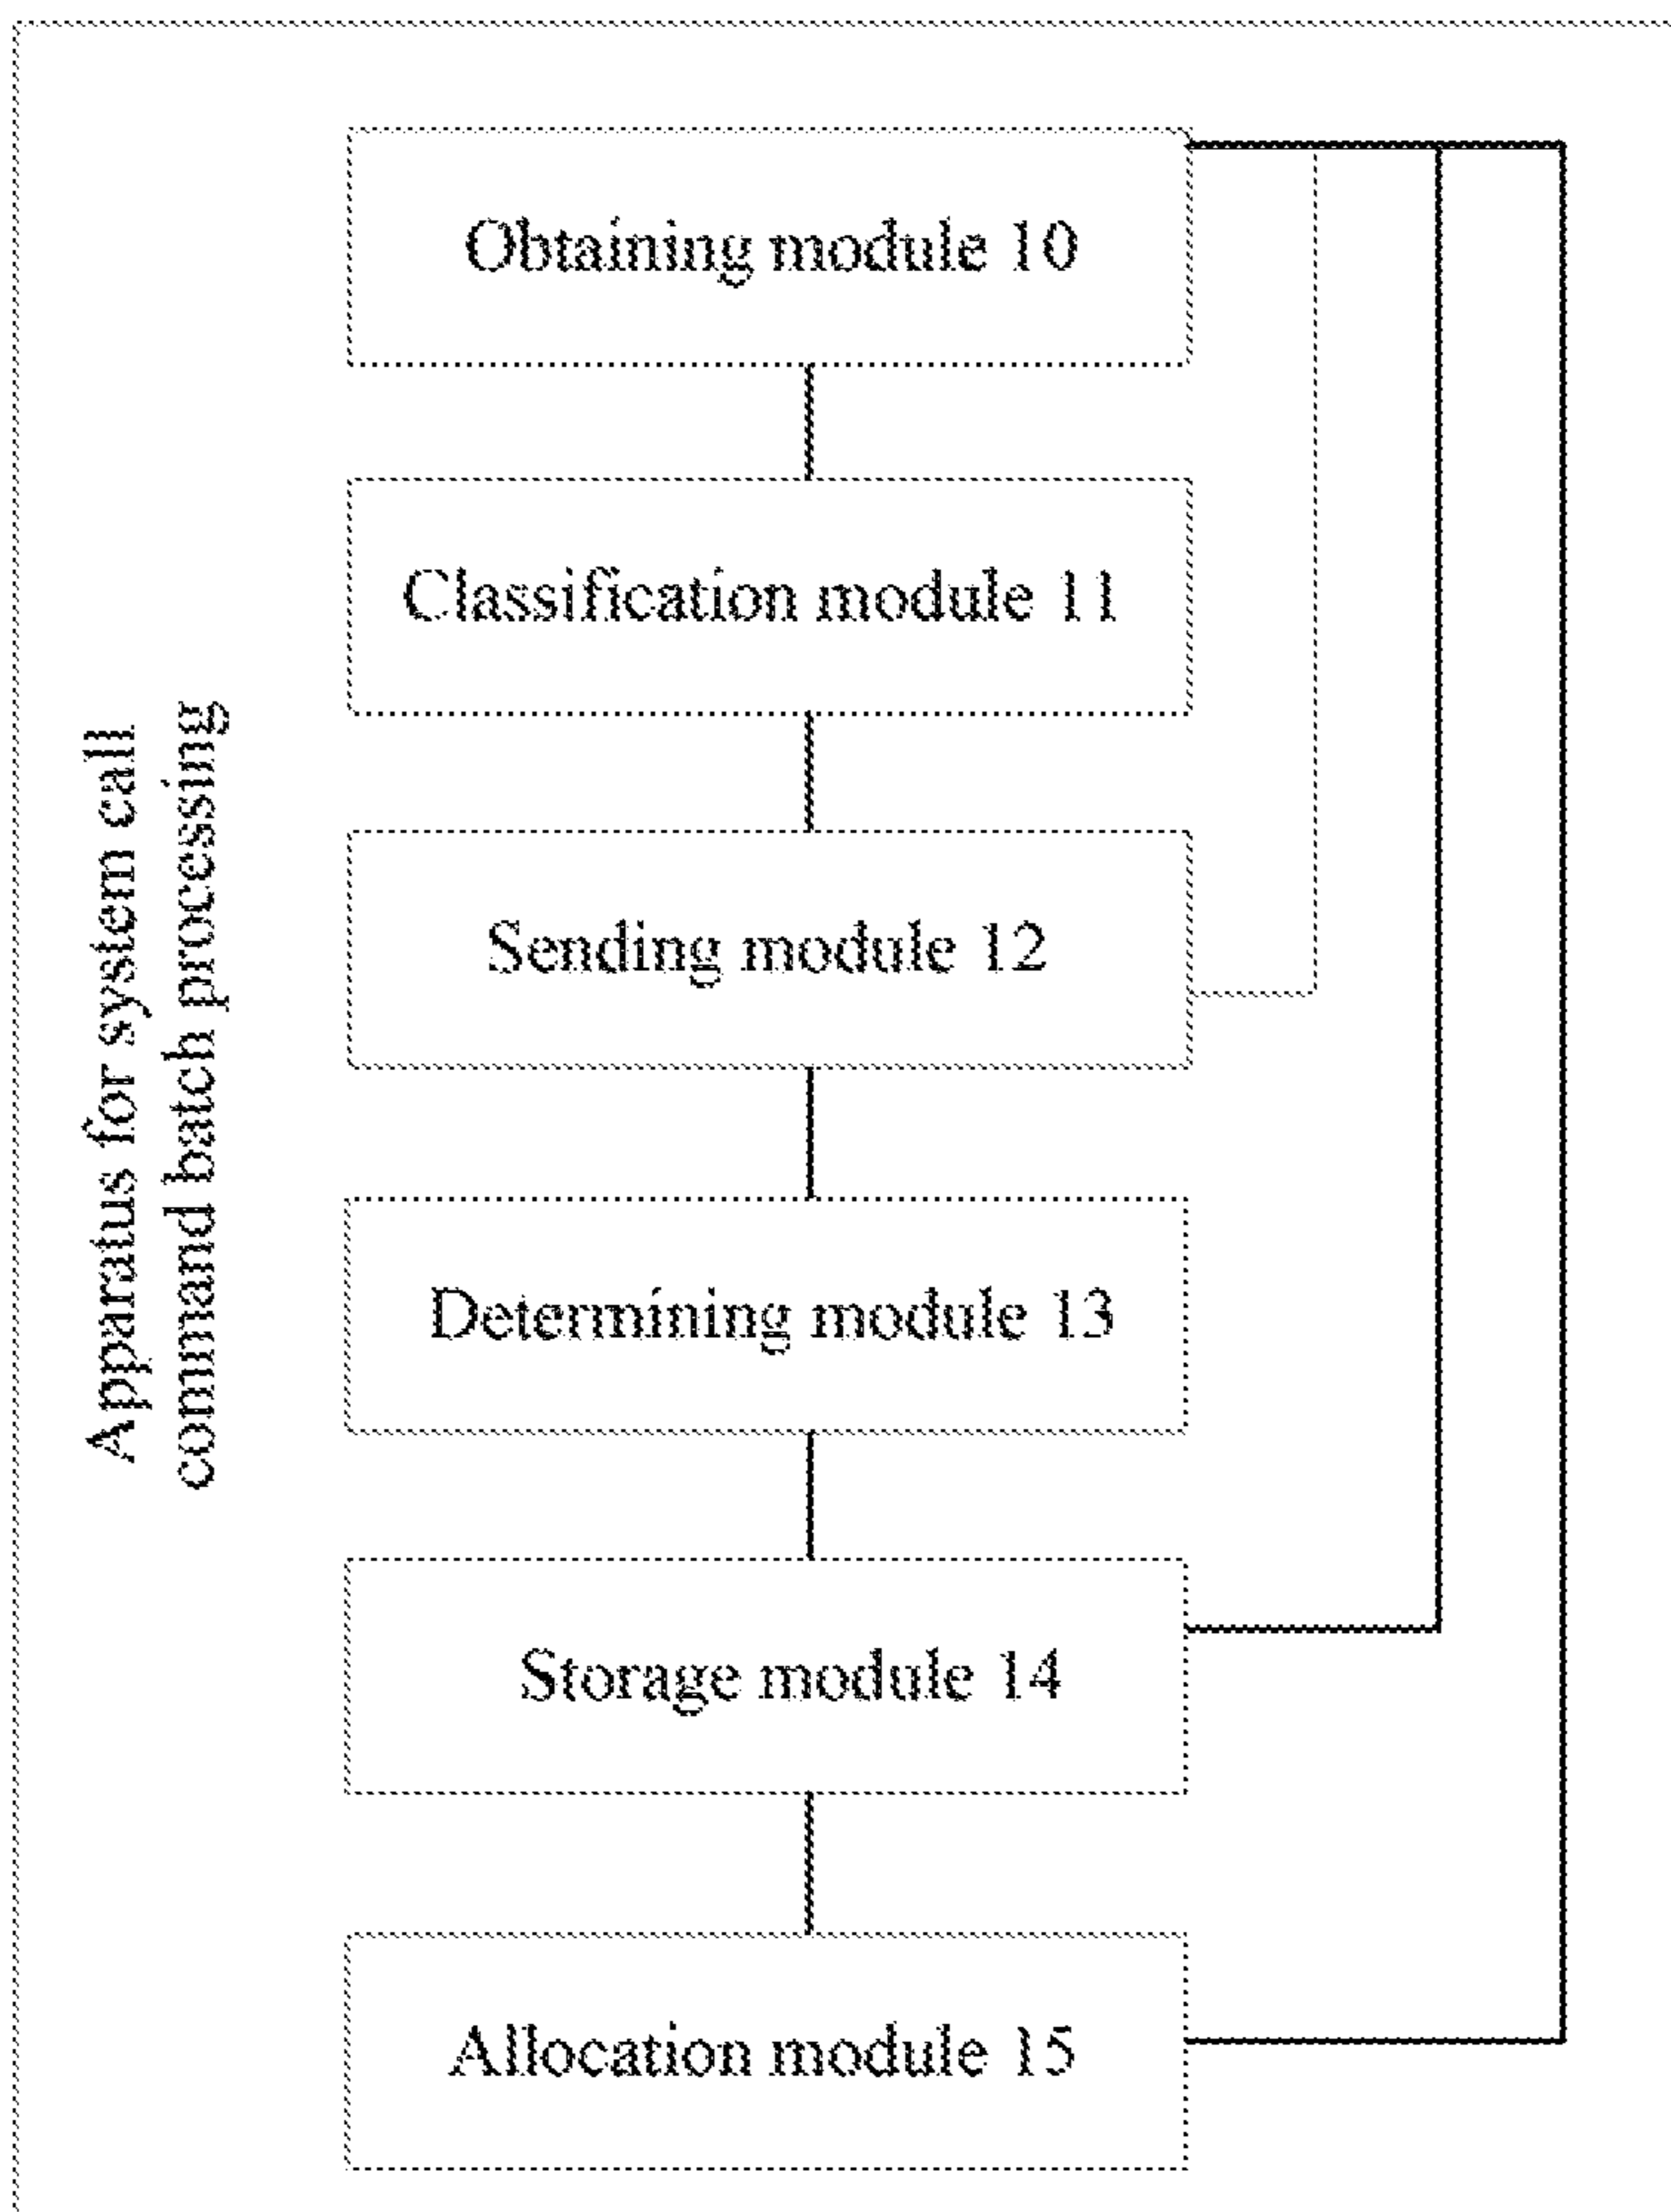 Apparatus for system call
command batch processing
Obtaining module 10
Classification module 11
Sending module 12
Determining module 13
Storage module 14
Allocation module 15